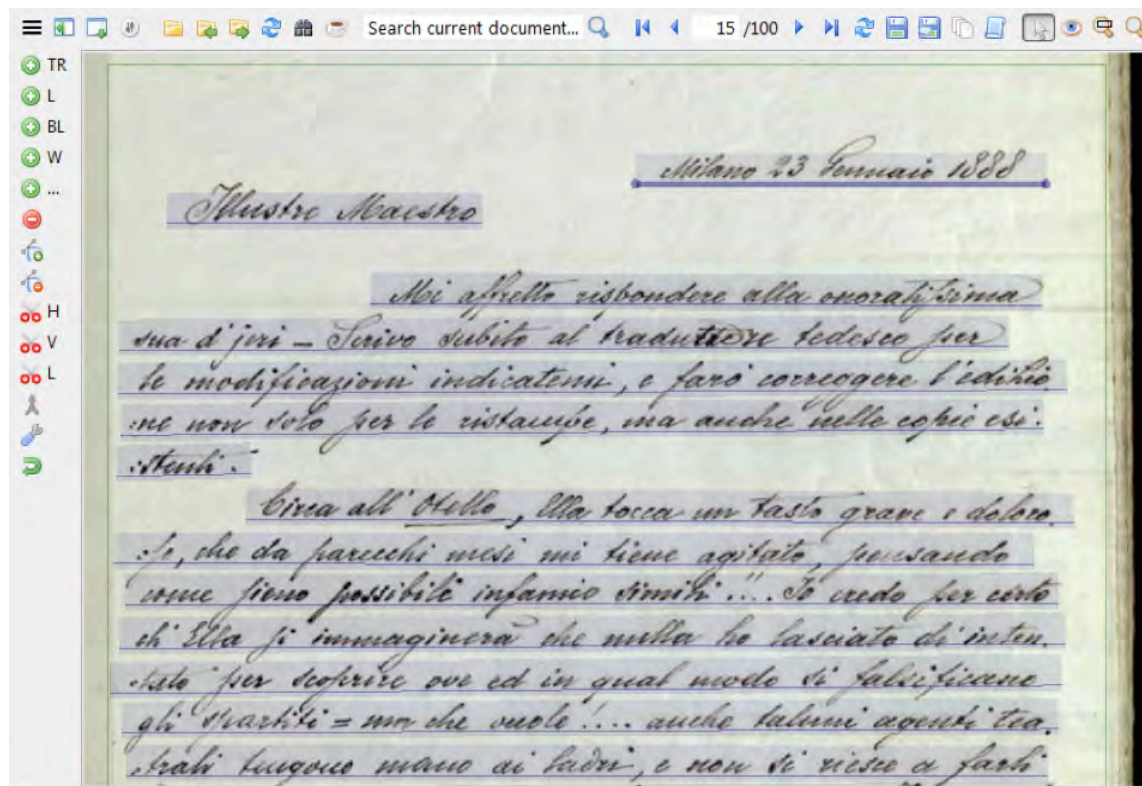 Search current document...
15 /100
TR
L
BL
W
...
H
V
L
Milano 23 Gennaio 1888
Illustre Maestro
Mi affretto rispondere alla onoratissima
sua d'jeri – Scrivo subito al traduttore tedesco per
le modificazioni indicatemi, e farò correggere l'edizio
:ne non solo per le ristampe, ma anche nelle copie esi:
:stenti.
Circa all'Otello, Ella tocca un tasto grave e doloro.
:so, che da parecchi mesi mi tiene agitato, pensando
come sieno possibili infamie simili!!... Io credo per certo
ch'Ella si immaginerà che nulla ho lasciato di inten.
:tato per scoprire ove ed in qual modo si falsificano
gli spartiti = ma che vuole!... anche taluni agenti tea.
:trali tengono mano ai ladri, e non si riesce a farli